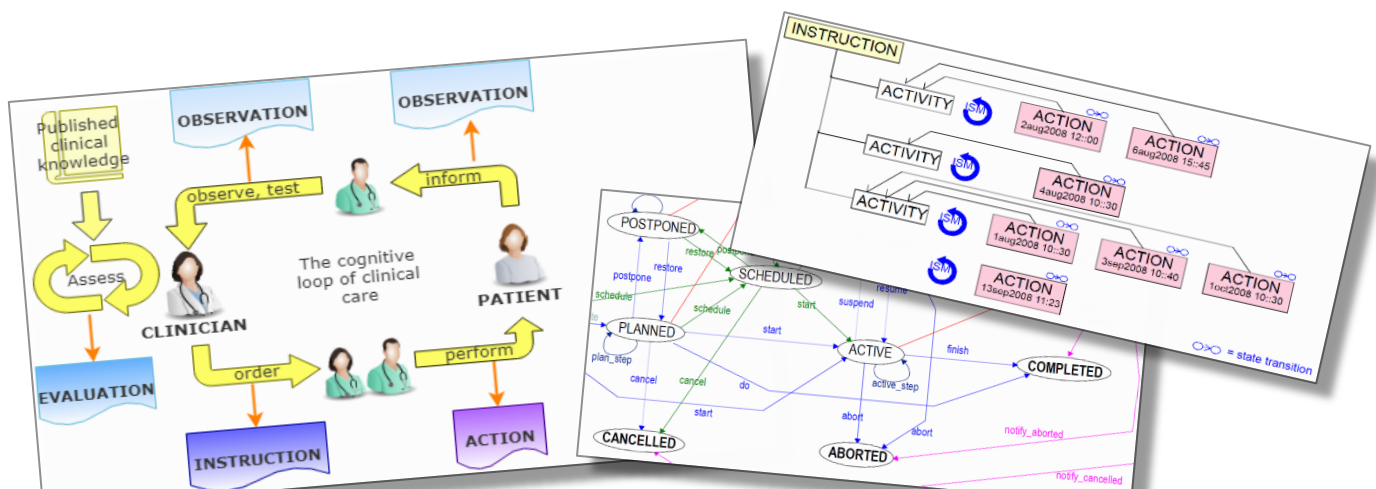 Published
clinical
knowledge
OBSERVATION
OBSERVATION
observe, test
inform
Assess
The cognitive
loop of clinical
care
CLINICIAN
PATIENT
order
perform
EVALUATION
INSTRUCTION
ACTION
POSTPONED
restore
SCHEDULED
postpone
restore
schedule
schedule
start
suspend
resume
PLANNED
start
ACTIVE
finish
plan_step
active_step
COMPLETED
cancel
cancel
do
start
abort
abort
notify_aborted
CANCELLED
ABORTED
notify_cancelled
INSTRUCTION
ACTIVITY
ISM
ACTION
2aug2008 12::00
ACTION
6aug2008 15::45
ACTIVITY
ISM
ACTION
4aug2008 10::30
ACTIVITY
ISM
ACTION
1aug2008 10::30
ACTION
3sep2008 10::40
ACTION
1oct2008 10::30
ISM
ACTION
13sep2008 11::23
= state transition